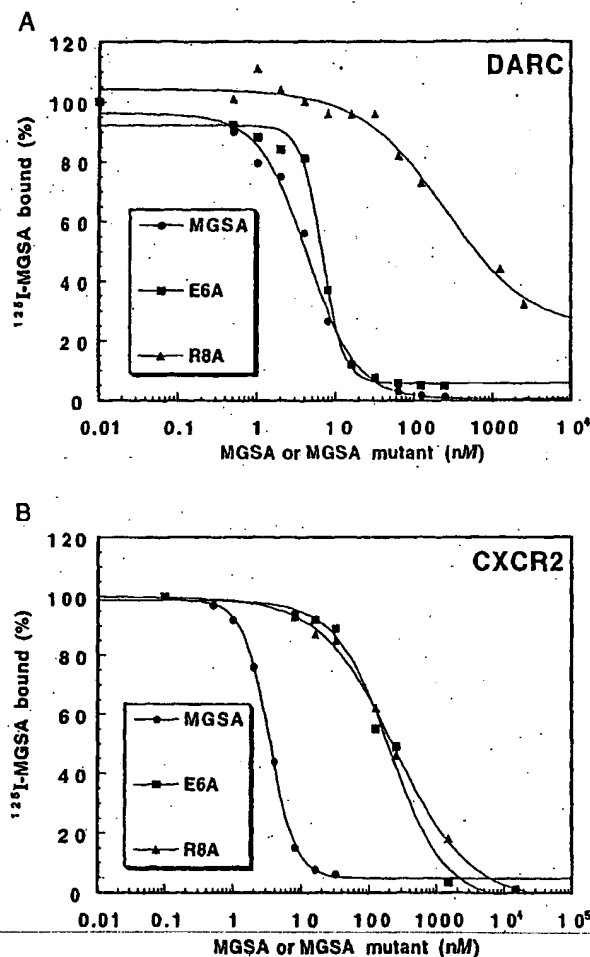 A
DARC
120
100
80
60
40
20
0
¹²⁵I-MGSA bound (%)
MGSA
E6A
R8A
0.01 0.1 1 10 100 1000 10⁴
MGSA or MGSA mutant (nM)
B
CXCR2
120
100
80
60
40
20
0
¹²⁵I-MGSA bound (%)
MGSA
E6A
R8A
0.01 0.1 1 10 100 1000 10⁴ 10⁵
MGSA or MGSA mutant (nM)